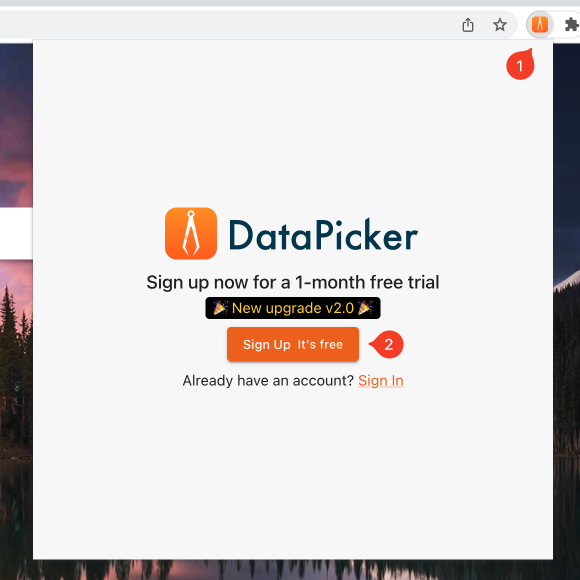 1
DataPicker
Sign up now for a 1-month free trial
🎉 New upgrade v2.0 🎉
Sign Up It's free
2
Already have an account? Sign In